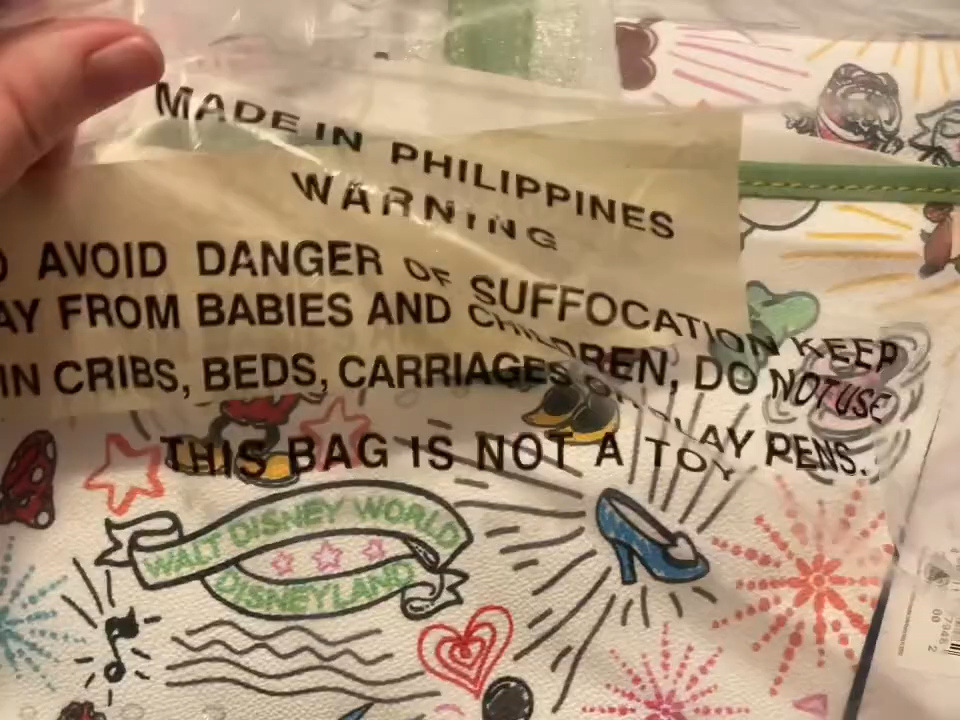 MADE IN PHILIPPINES
WARNING
O AVOID DANGER OF SUFFOCATION KEEP
AY FROM BABIES AND CHILDREN, DO NOT USE
IN CRIBS, BEDS, CARRIAGES OR PLAY PENS.
THIS BAG IS NOT A TOY
WALT DISNEY WORLD
DISNEYLAND